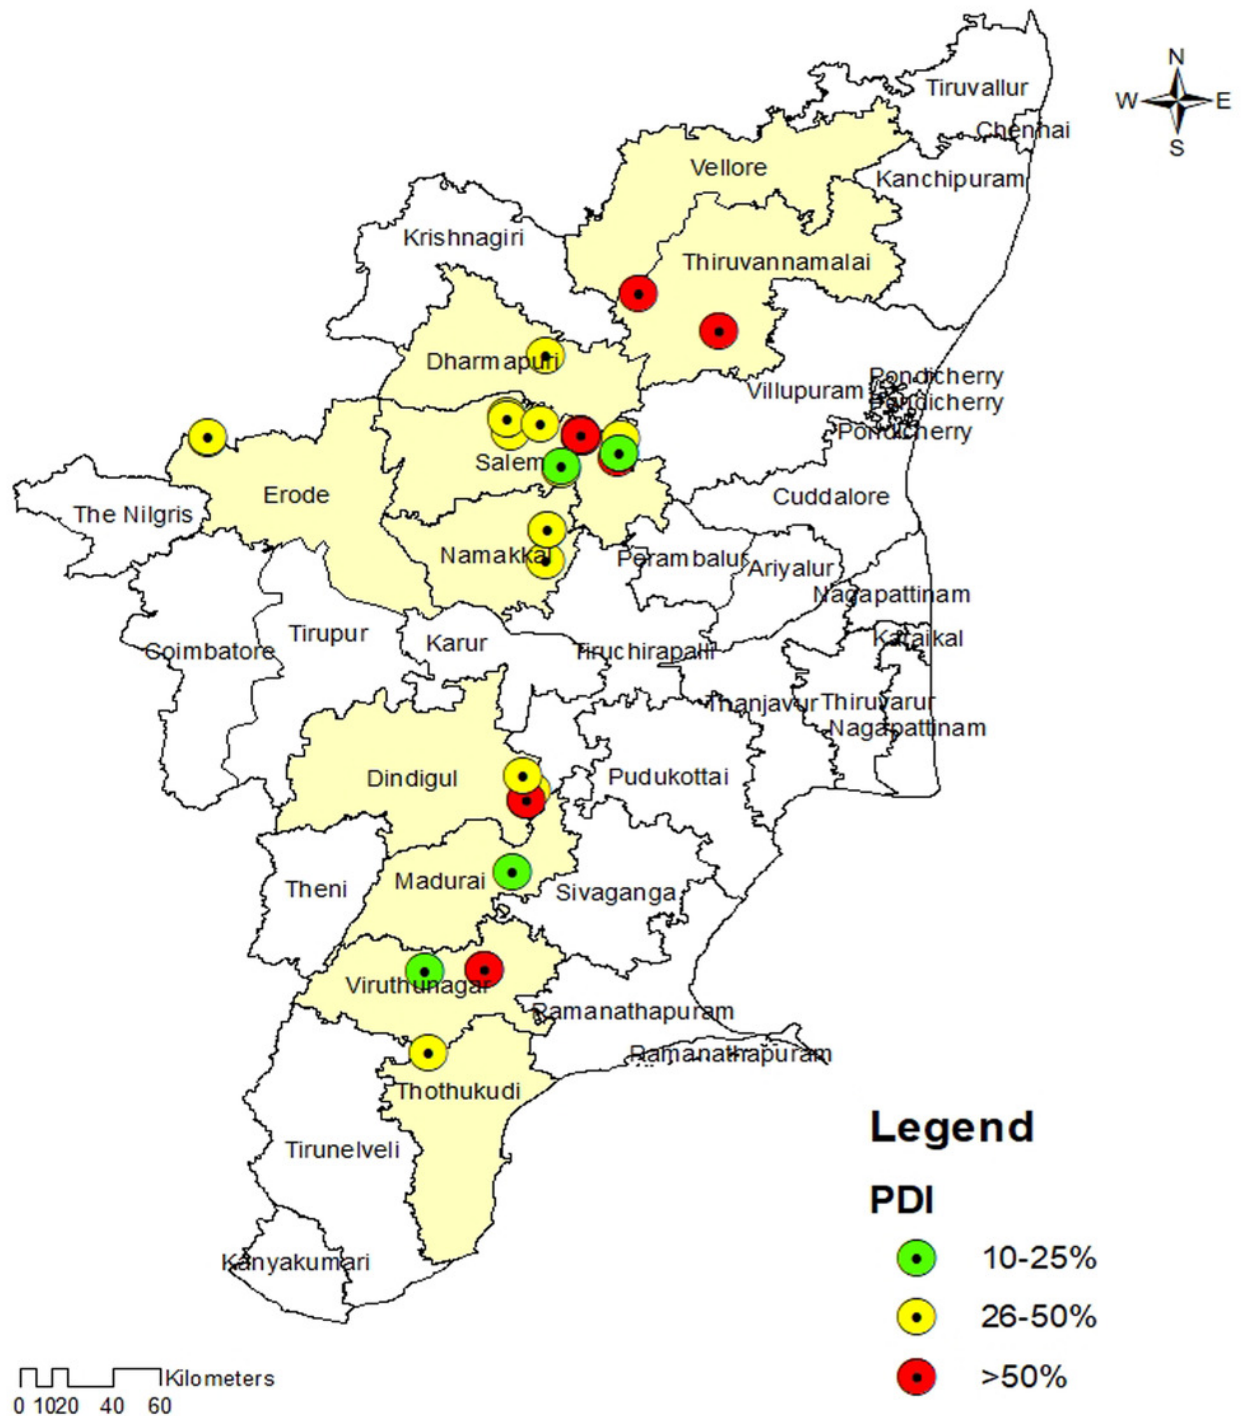 N
W E
S
Tiruvallur
Chennai
Vellore
Kanchipuram
Krishnagiri
Thiruvannamalai
Dharmapuri
Villupuram
Pondicherry
Pondicherry
Pondicherry
Salem
Erode
Cuddalore
The Nilgris
Namakkal
Perambalur
Ariyalur
Nagapattinam
Tirupur
Karur
Karaikal
Coimbatore
Tiruchirapalli
Thanjavur
Thiruvarur
Nagapattinam
Dindigul
Pudukottai
Theni
Madurai
Sivaganga
Viruthunagar
Ramanathapuram
Ramanathapuram
Thothukudi
Tirunelveli
Kanyakumari
Legend
PDI
10-25%
26-50%
>50%
Kilometers
0 10 20 40 60